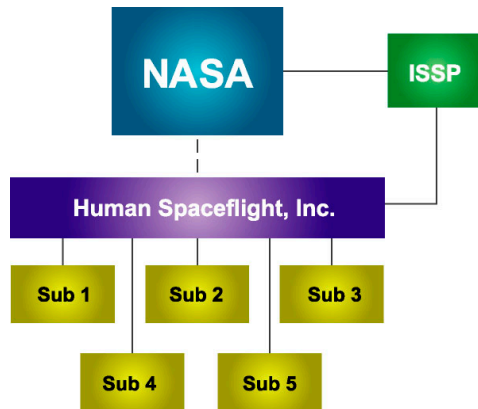 NASA
ISSP
Human Spaceflight, Inc.
Sub 1
Sub 2
Sub 3
Sub 4
Sub 5